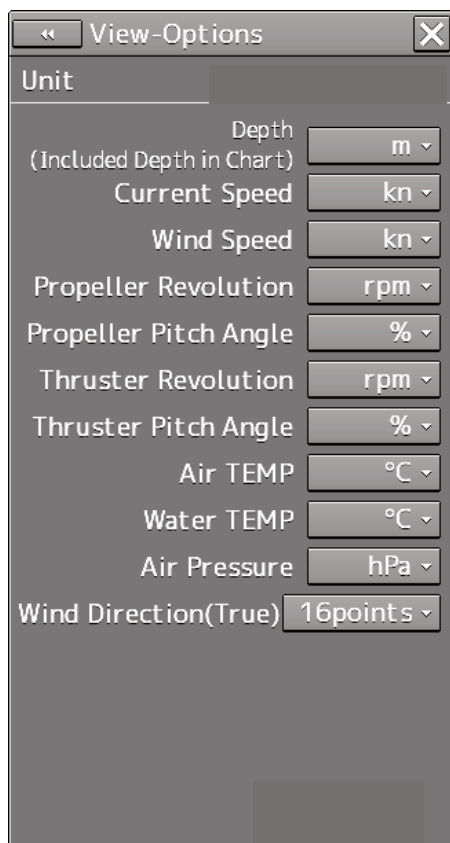 View-Options
Unit
Depth
(Included Depth in Chart) m
Current Speed kn
Wind Speed kn
Propeller Revolution rpm
Propeller Pitch Angle %
Thruster Revolution rpm
Thruster Pitch Angle %
Air TEMP °C
Water TEMP °C
Air Pressure hPa
Wind Direction(True) 16points